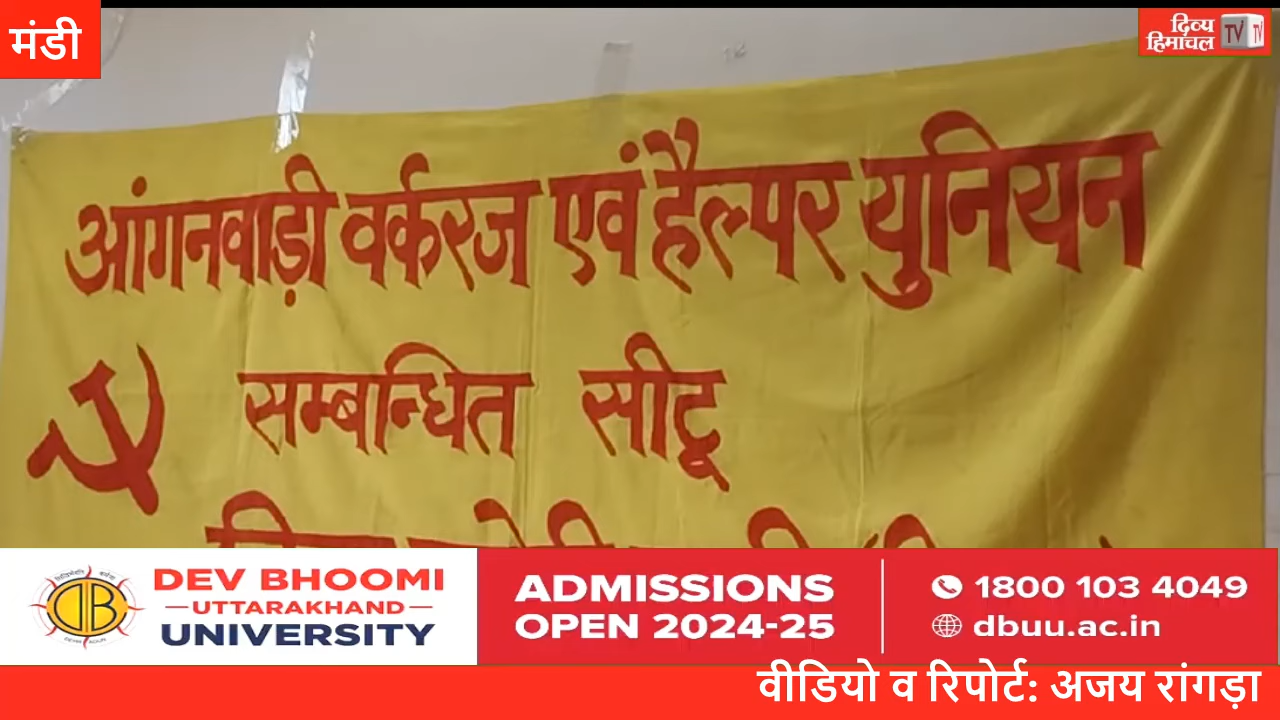 मंडी
दिव्य
हिमाचल
TV TV
आंगनवाड़ी वर्करज एवं हैल्पर युनियन
सम्बन्धित सीटू
DEV BHOOMI
UTTARAKHAND
UNIVERSITY
ADMISSIONS
OPEN 2024-25
1800 103 4049
dbuu.ac.in
वीडियो व रिपोर्ट: अजय रांगड़ा